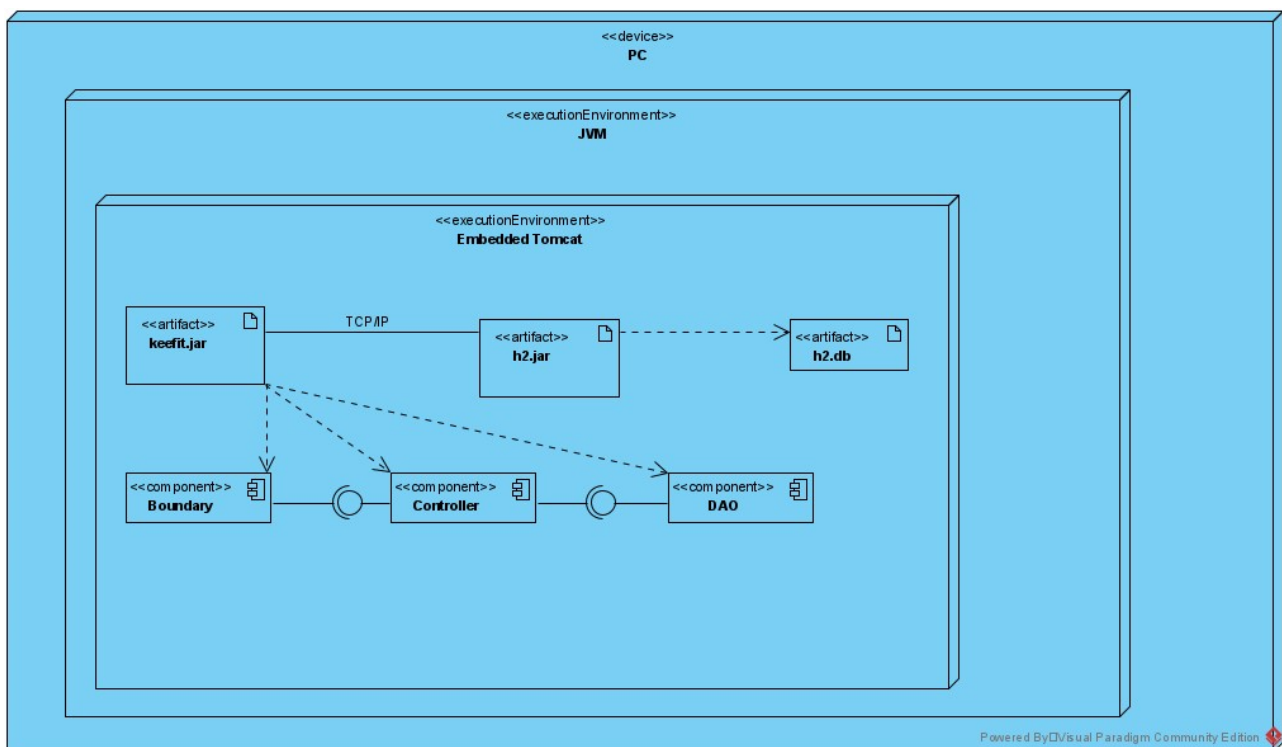 <<device>>
PC
<<executionEnvironment>>
JVM
<<executionEnvironment>>
Embedded Tomcat
<<artifact>>
keefit.jar
TCP/IP
<<artifact>>
h2.jar
<<artifact>>
h2.db
<<component>>
Boundary
<<component>>
Controller
<<component>>
DAO
Powered By□Visual Paradigm Community Edition